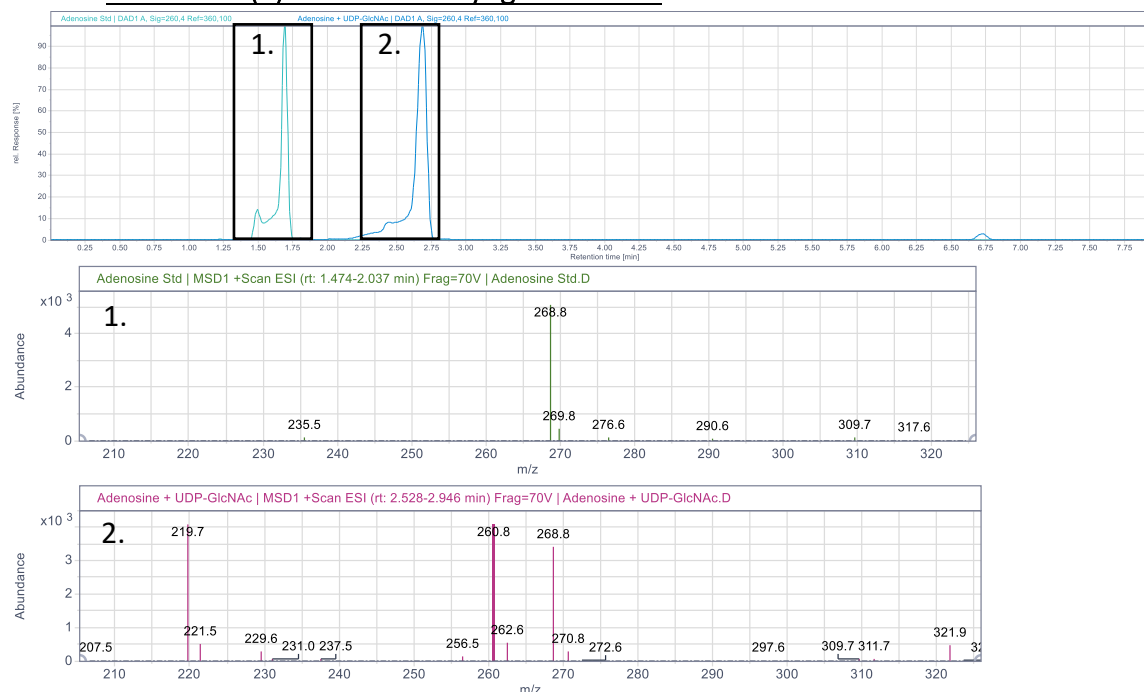 Adenosine Std | DAD1 A, Sig=260,4 Ref=360,100 Adenosine + UDP-GlcNAc | DAD1 A, Sig=260,4 Ref=360,100
1. 2.
90
80
70
60
50
40
30
20
10
0
rel. Response [%]
0.25 0.50 0.75 1.00 1.25 1.50 1.75 2.00 2.25 2.50 2.75 3.00 3.25 3.50 3.75 4.00 4.25 4.50 4.75 5.00 5.25 5.50 5.75 6.00 6.25 6.50 6.75 7.00 7.25 7.50 7.75
Retention time [min]
Adenosine Std | MSD1 +Scan ESI (rt: 1.474-2.037 min) Frag=70V | Adenosine Std.D
x10 3
1.
268.8
4
Abundance
2
235.5 269.8 276.6 290.6 309.7 317.6
0
210 220 230 240 250 260 270 280 290 300 310 320
m/z
Adenosine + UDP-GlcNAc | MSD1 +Scan ESI (rt: 2.528-2.946 min) Frag=70V | Adenosine + UDP-GlcNAc.D
x10 3
2.
219.7 260.8 268.8
3
Abundance
2
1
207.5 221.5 229.6 231.0 237.5 256.5 262.6 270.8 272.6 297.6 309.7 311.7 321.9
0
210 220 230 240 250 260 270 280 290 300 310 320
m/z